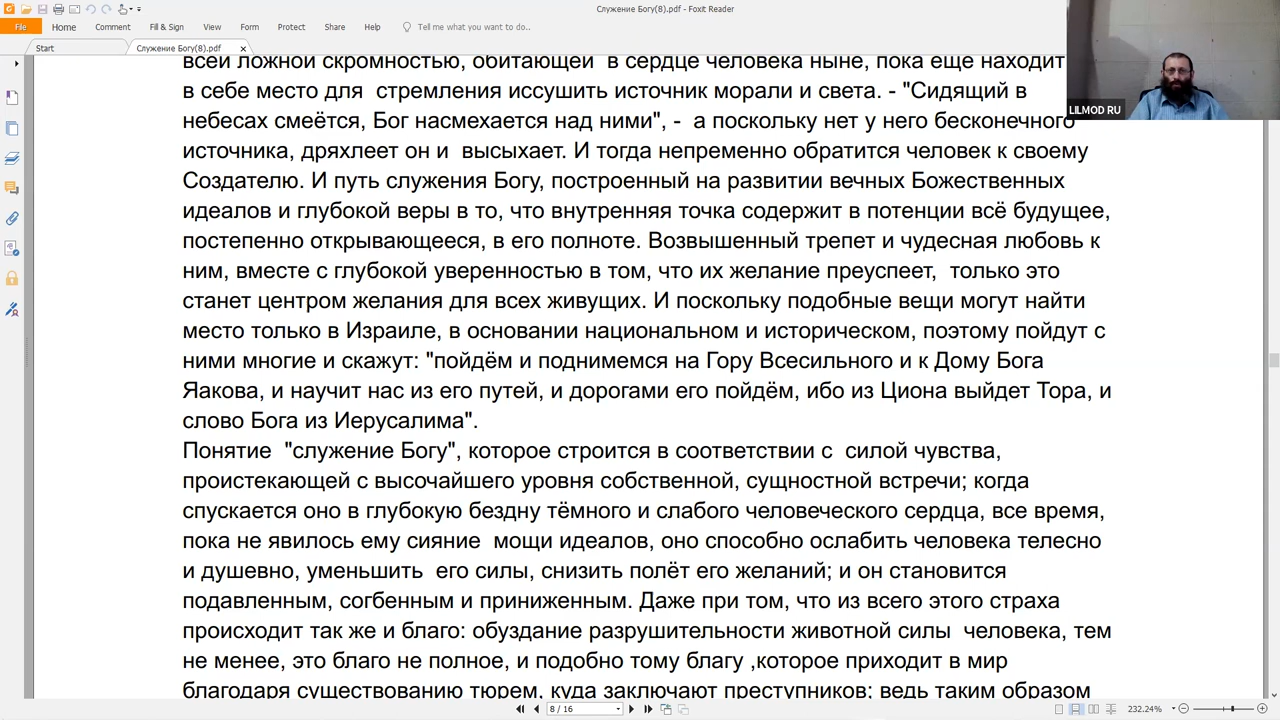 Служение Богу(8).pdf - Foxit Reader
File Home Comment Fill & Sign View Form Protect Share Help Tell me what you want to do..
Start Служение Богу(8).pdf
LILMOD RU
всей ложной скромностью, обитающей в сердце человека ныне, пока ещё находит
в себе место для стремления иссушить источник морали и света. - "Сидящий в
небесах смеётся, Бог насмехается над ними", - а поскольку нет у него бесконечного
источника, дряхлеет он и высыхает. И тогда непременно обратится человек к своему
Создателю. И путь служения Богу, построенный на развитии вечных Божественных
идеалов и глубокой веры в то, что внутренняя точка содержит в потенции всё будущее,
постепенно открывающееся, в его полноте. Возвышенный трепет и чудесная любовь к
ним, вместе с глубокой уверенностью в том, что их желание преуспеет, только это
станет центром желания для всех живущих. И поскольку подобные вещи могут найти
место только в Израиле, в основании национальном и историческом, поэтому пойдут с
ними многие и скажут: "пойдём и поднимемся на Гору Всесильного и к Дому Бога
Яакова, и научит нас из его путей, и дорогами его пойдём, ибо из Циона выйдет Тора, и
слово Бога из Иерусалима".
Понятие "служение Богу", которое строится в соответствии с силой чувства,
проистекающей с высочайшего уровня собственной, сущностной встречи; когда
спускается оно в глубокую бездну тёмного и слабого человеческого сердца, все время,
пока не явилось ему сияние мощи идеалов, оно способно ослабить человека телесно
и душевно, уменьшить его силы, снизить полёт его желаний; и он становится
подавленным, согбенным и приниженным. Даже при том, что из всего этого страха
происходит так же и благо: обуздание разрушительности животной силы человека, тем
не менее, это благо не полное, и подобно тому благу ,которое приходит в мир
благодаря существованию тюрем, куда заключают преступников; ведь таким образом
8 / 16 232.24%